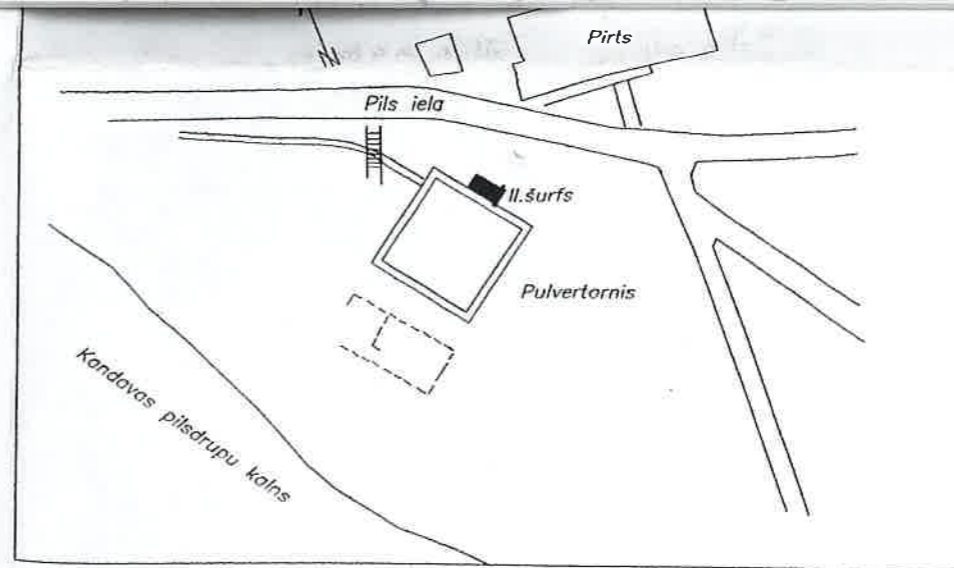 Pirts
Pils iela
II.šurfs
Pulvertornis
Kandavas pilsdrupu kalns